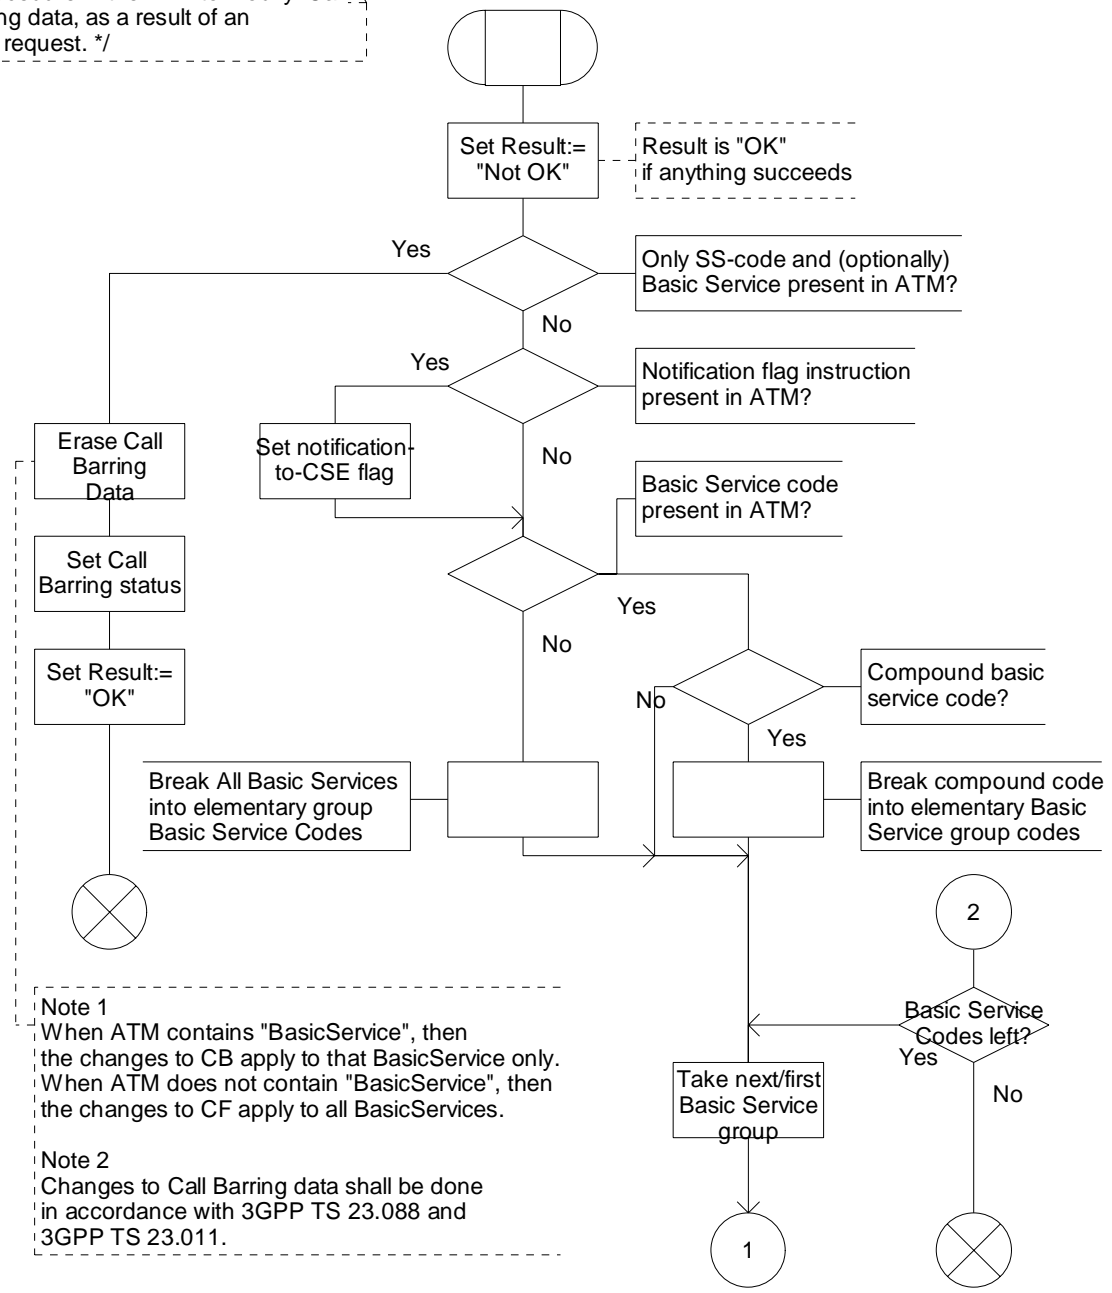 ng data, as a result of an
request. */
Set Result:=
"Not OK"
Result is "OK"
if anything succeeds
Yes
Only SS-code and (optionally)
Basic Service present in ATM?
No
Yes
Notification flag instruction
present in ATM?
Erase Call
Barring
Data
Set notification-
to-CSE flag
No
Basic Service code
present in ATM?
Set Call
Barring status
Yes
No
Set Result:=
"OK"
No
Compound basic
service code?
Yes
Break All Basic Services
into elementary group
Basic Service Codes
Break compound code
into elementary Basic
Service group codes
2
Note 1
When ATM contains "BasicService", then
the changes to CB apply to that BasicService only.
When ATM does not contain "BasicService", then
the changes to CF apply to all BasicServices.
Basic Service
Codes left?
Yes
No
Take next/first
Basic Service
group
Note 2
Changes to Call Barring data shall be done
in accordance with 3GPP TS 23.088 and
3GPP TS 23.011.
1